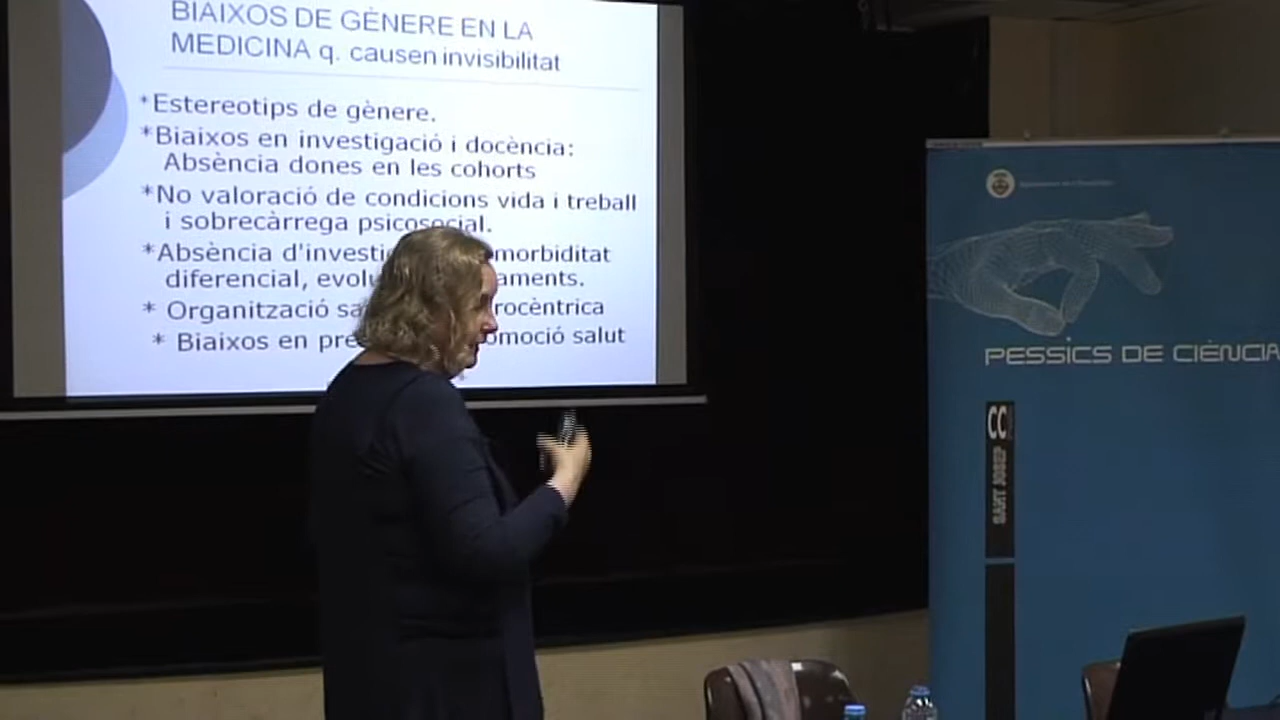 BIAIXOS DE GÈNERE EN LA
MEDICINA q. causen invisibilitat
*Estereotips de gènere.
*Biaixos en investigació i docència:
Absència dones en les cohorts
*No valoració de condicions vida i treball
i sobrecàrrega psicosocial.
*Absència d'investi morbiditat
diferencial, evolu aments.
* Organització sa rocèntrica
* Biaixos en pre omoció salut
PESSICS DE CIÈNCIA
CC
SANT JOSEP